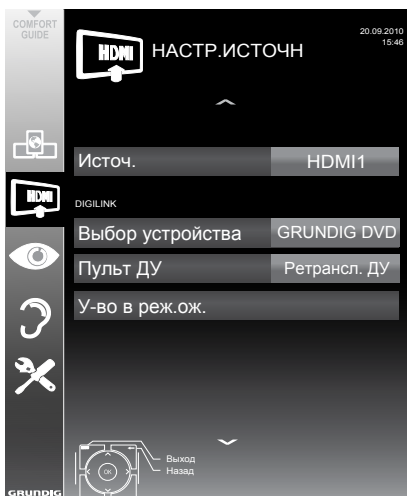 COMFORT
GUIDE
HDMI
НАСТР.ИСТОЧН
20.09.2010
15:46
Источ.
HDMI1
HDMI
DIGILINK
Выбор устройства
GRUNDIG DVD
Пульт ДУ
Ретрансл. ДУ
У-во в реж.ож.
OK
Выход
Назад
GRUNDIG